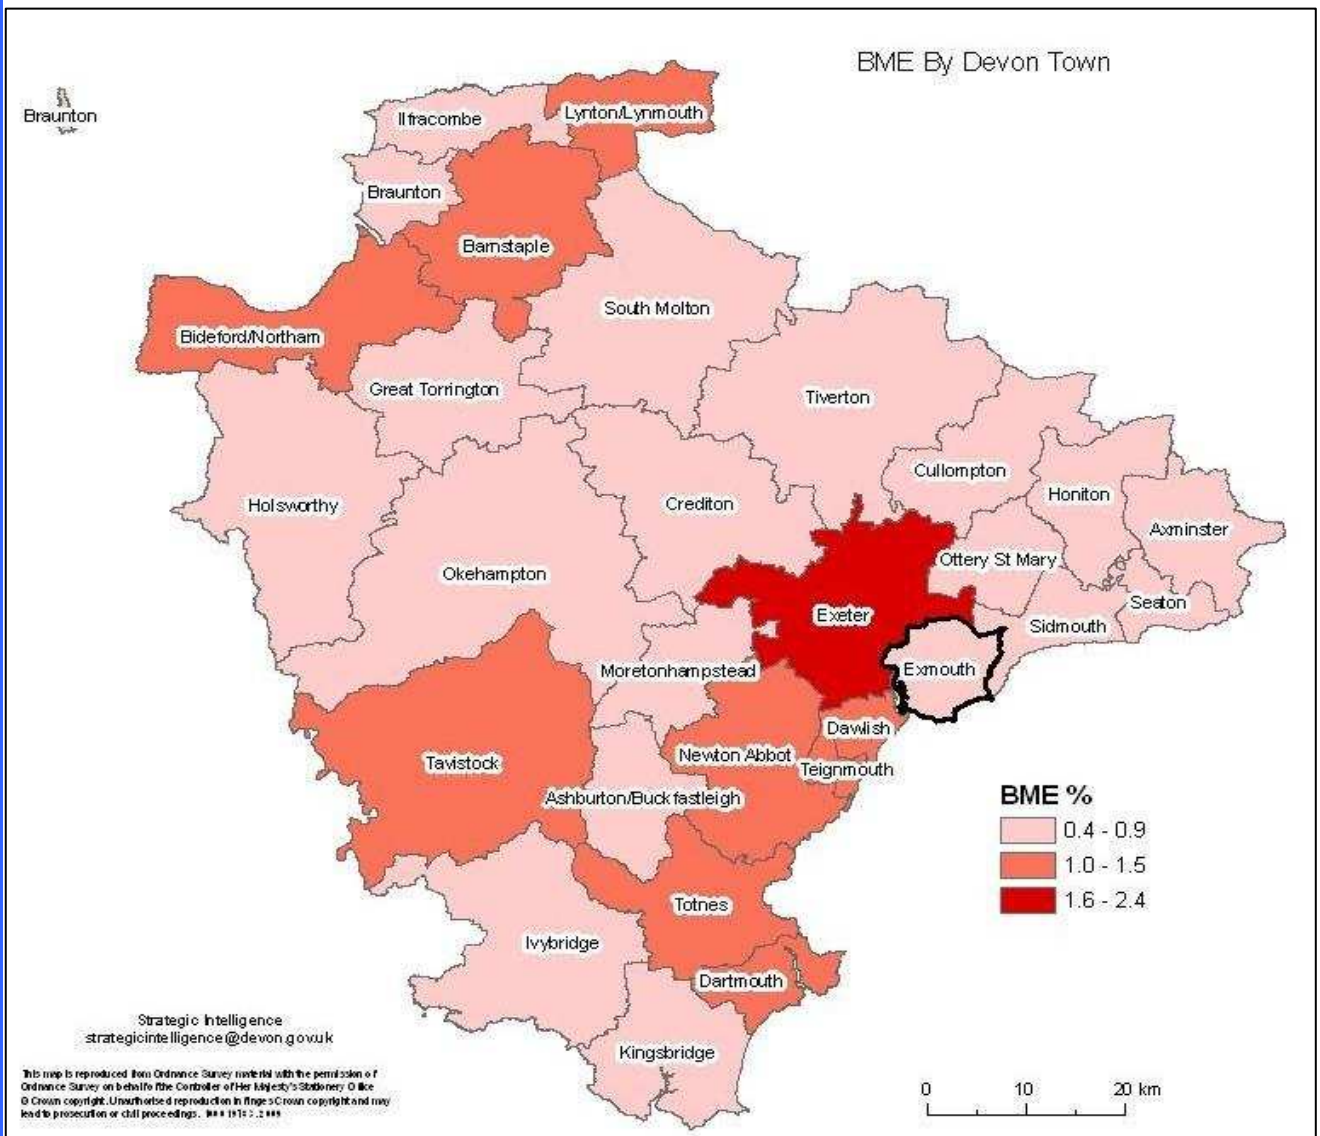 BME By Devon Town
Braunton
Ilfracombe
Lynton/Lynmouth
Braunton
Barnstaple
South Molton
Bideford/Northam
Great Torrington
Tiverton
Cullompton
Honiton
Holsworthy
Crediton
Axminster
Okehampton
Ottery St Mary
Seaton
Exeter
Sidmouth
Moretonhampstead
Exmouth
Dawlish
Tavistock
Newton Abbot
Teignmouth
Ashburton/Buckfastleigh
BME %
0.4 - 0.9
1.0 - 1.5
1.6 - 2.4
Totnes
Ivybridge
Dartmouth
Kingsbridge
Strategic Intelligence
strategicintelligence@devon.gov.uk
This map is reproduced from Ordnance Survey material with the permission of
Ordnance Survey on behalf of the Controller of Her Majesty's Stationery Office
© Crown copyright. Unauthorised reproduction infringes Crown copyright and may
lead to prosecution or civil proceedings.
0 10 20 km